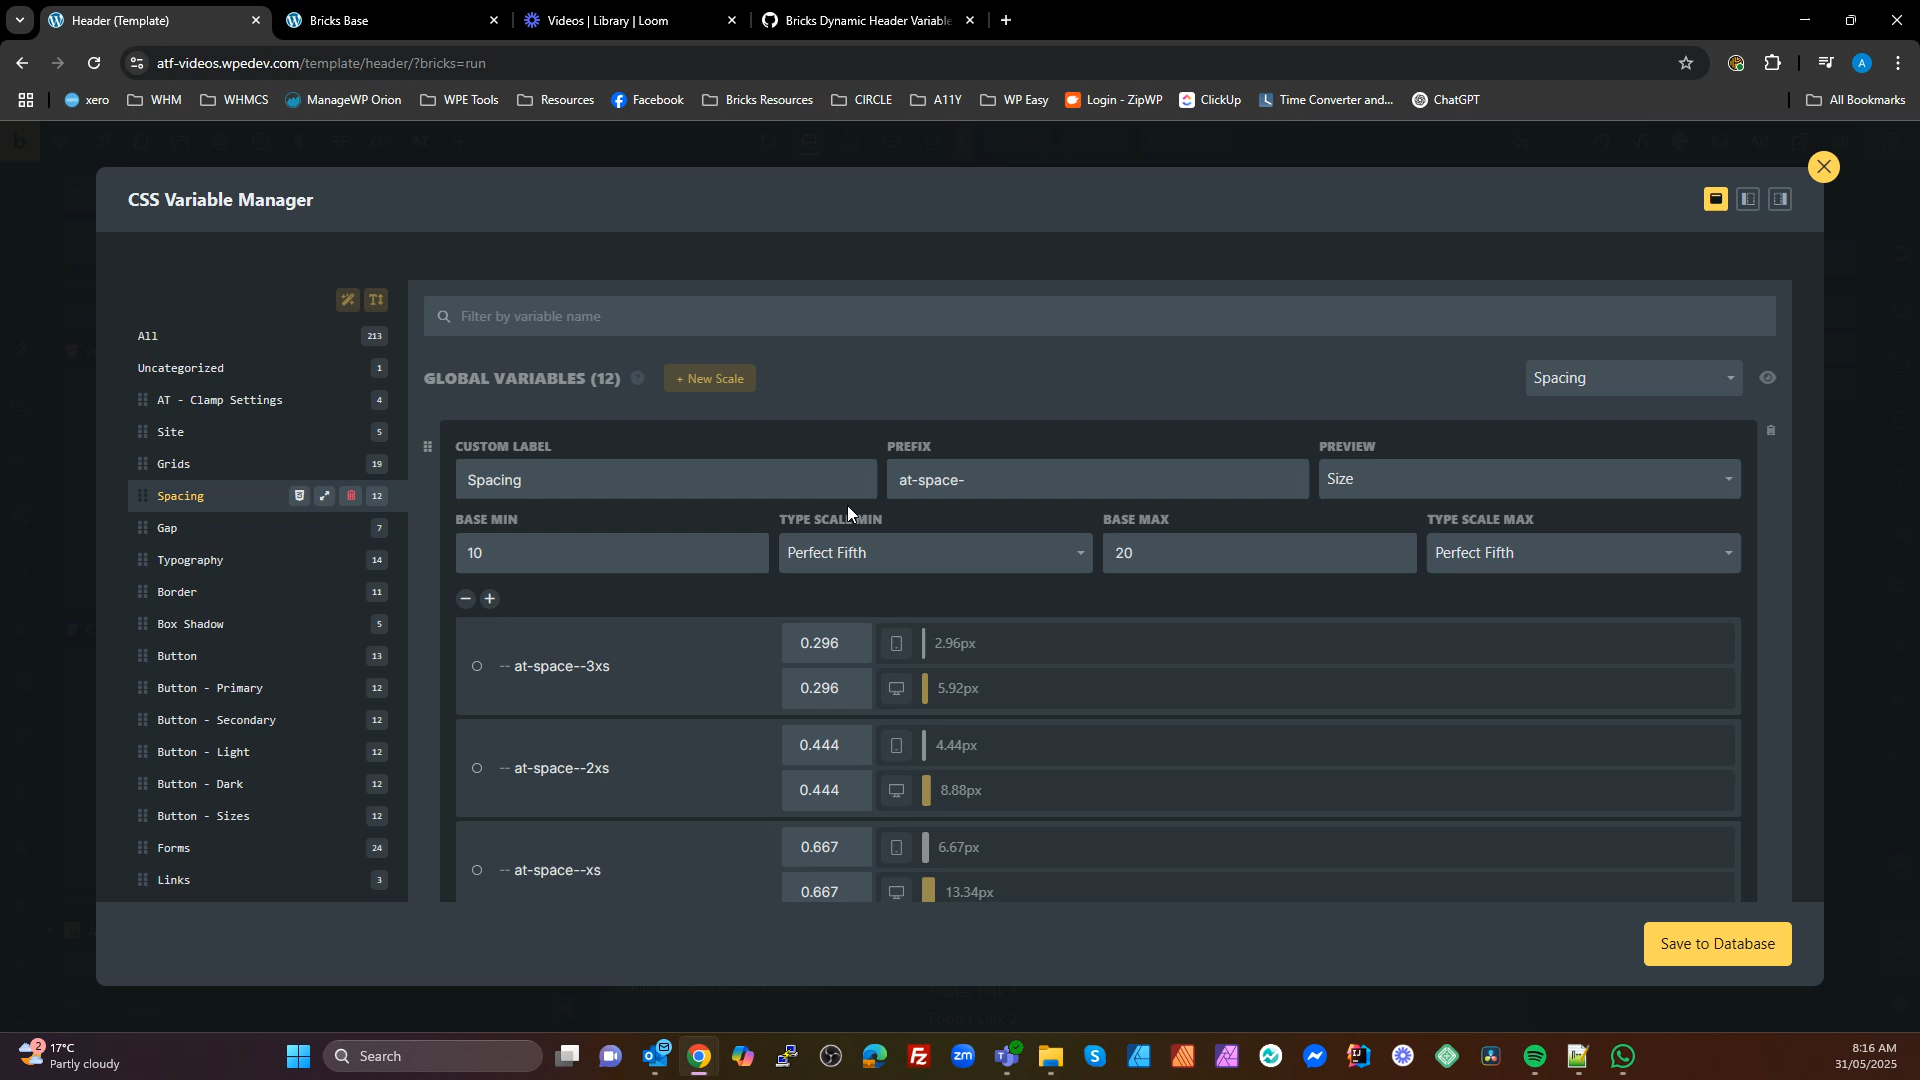 Header (Template)
Bricks Base
Videos | Library | Loom
Bricks Dynamic Header Variable
atf-videos.wpedev.com/template/header/?bricks=run
A
xero
WHM
WHMCS
ManageWP Orion
WPE Tools
Resources
Facebook
Bricks Resources
CIRCLE
A11Y
WP Easy
Login - ZipWP
ClickUp
Time Converter and...
ChatGPT
All Bookmarks
CSS Variable Manager
All 213
Uncategorized 1
AT - Clamp Settings 4
Site 5
Grids 19
Spacing 12
Gap 7
Typography 14
Border 11
Box Shadow 5
Button 13
Button - Primary 12
Button - Secondary 12
Button - Light 12
Button - Dark 12
Button - Sizes 12
Forms 24
Links 3
Filter by variable name
GLOBAL VARIABLES (12)
+ New Scale
Spacing
CUSTOM LABEL PREFIX PREVIEW
Spacing at-space- Size
BASE MIN TYPE SCALE MIN BASE MAX TYPE SCALE MAX
10 Perfect Fifth 20 Perfect Fifth
-- at-space--3xs
0.296 2.96px
0.296 5.92px
-- at-space--2xs
0.444 4.44px
0.444 8.88px
-- at-space--xs
0.667 6.67px
0.667 13.34px
Save to Database
2
17°C
Partly cloudy
Search
zm
8:16 AM
31/05/2025